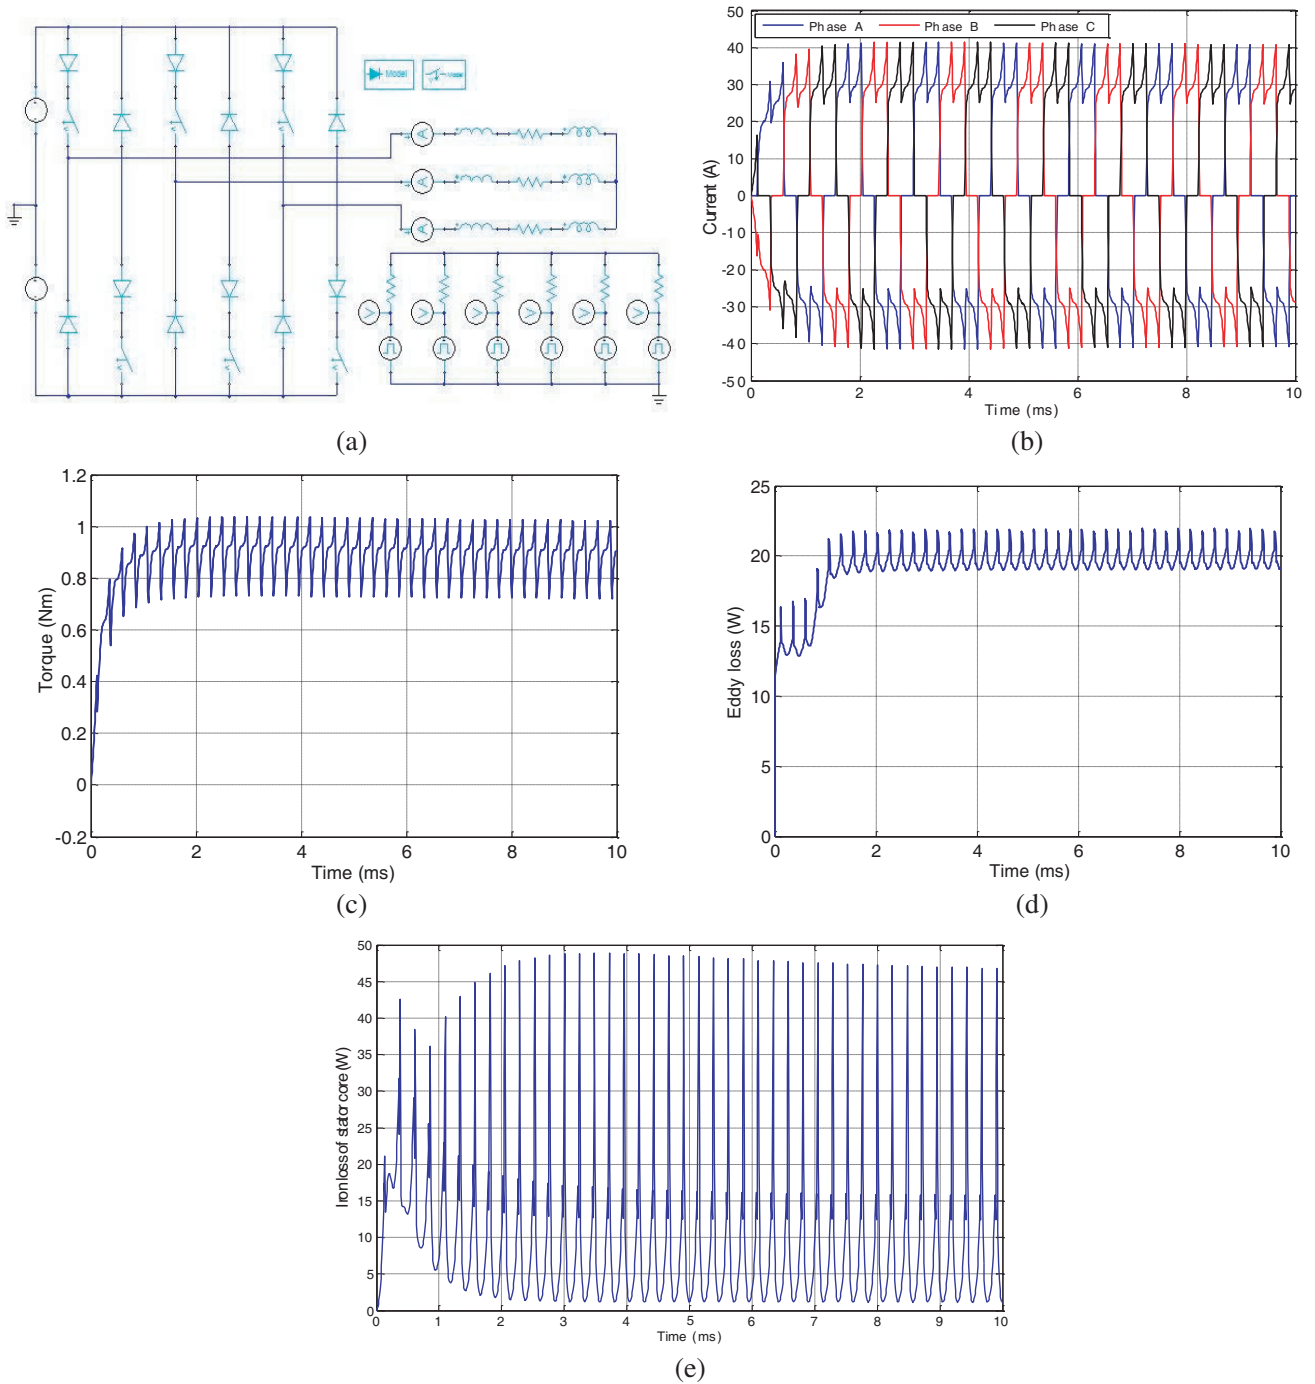 Model
Model
A
A
A
V
V
V
V
V
V
(a)
Phase A
Phase B
Phase C
50
40
30
20
10
0
-10
-20
-30
-40
-50
Current (A)
0
2
4
6
8
10
Time (ms)
(b)
1.2
1
0.8
0.6
0.4
0.2
0
-0.2
Torque (Nm)
0
2
4
6
8
10
Time (ms)
(c)
25
20
15
10
5
0
Eddy loss (W)
0
2
4
6
8
10
Time (ms)
(d)
50
45
40
35
30
25
20
15
10
5
0
Iron loss of stator core (W)
0
1
2
3
4
5
6
7
8
9
10
Time (ms)
(e)